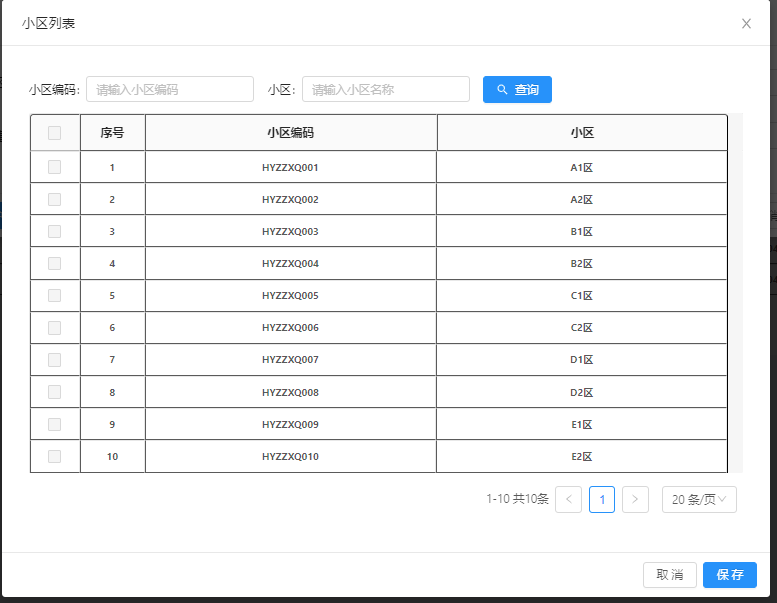 小区列表
小区编码: 请输入小区编码 小区: 请输入小区名称 查询
序号 小区编码 小区
1 HYZZXQ001 A1区
2 HYZZXQ002 A2区
3 HYZZXQ003 B1区
4 HYZZXQ004 B2区
5 HYZZXQ005 C1区
6 HYZZXQ006 C2区
7 HYZZXQ007 D1区
8 HYZZXQ008 D2区
9 HYZZXQ009 E1区
10 HYZZXQ010 E2区
1-10 共10条 < 1 > 20 条/页
取消 保存